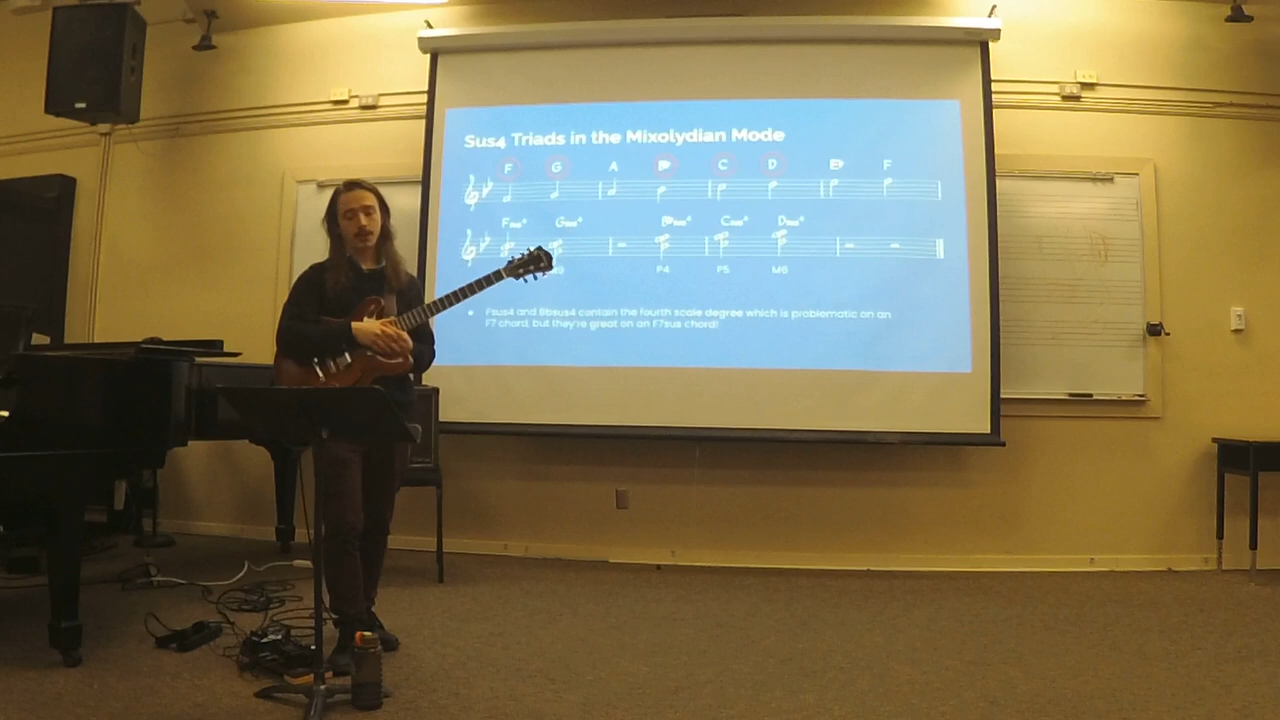 Sus4 Triads in the Mixolydian Mode
F G A B♭ C D E♭ F
Fsus4 Gsus4 B♭sus4 Csus4 Dsus4
P4 P5 M6
• Fsus4 and Bbsus4 contain the fourth scale degree which is problematic on an
F7 chord, but they're great on an F7sus chord!